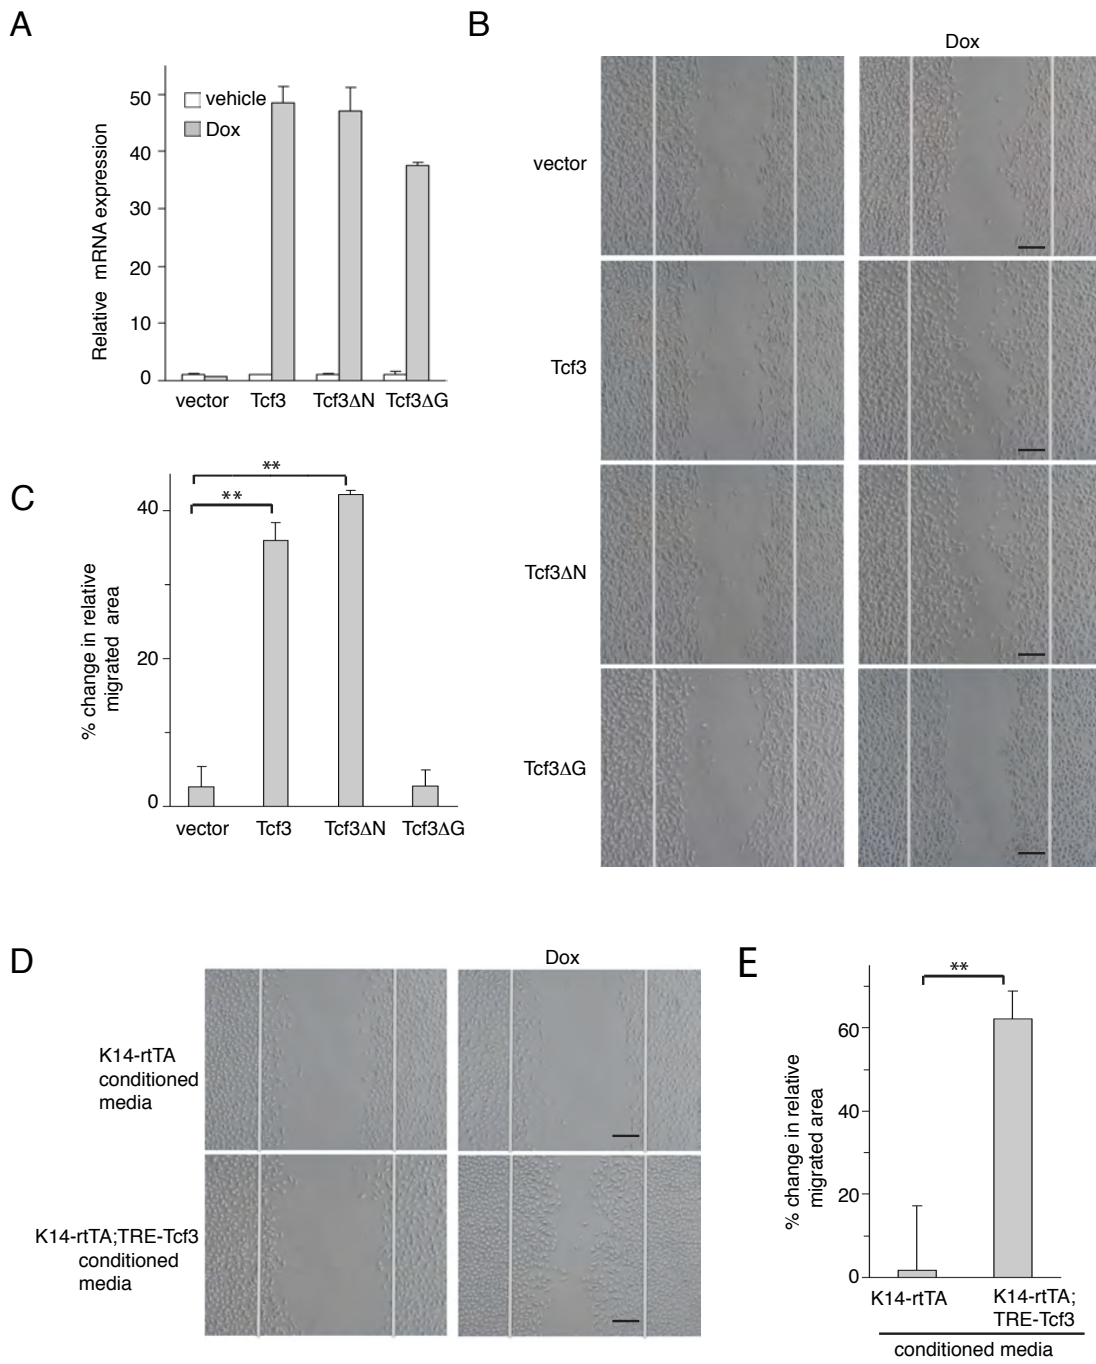 A
Relative mRNA expression
50
40
30
20
10
0
vehicle
Dox
vector
Tcf3
Tcf3ΔN
Tcf3ΔG
B
Dox
vector
Tcf3
Tcf3ΔN
Tcf3ΔG
C
% change in relative
migrated area
40
20
0
**
**
vector
Tcf3
Tcf3ΔN
Tcf3ΔG
D
Dox
K14-rtTA
conditioned
media
K14-rtTA;TRE-Tcf3
conditioned
media
E
% change in relative
migrated area
60
40
20
0
**
K14-rtTA
K14-rtTA;
TRE-Tcf3
conditioned media